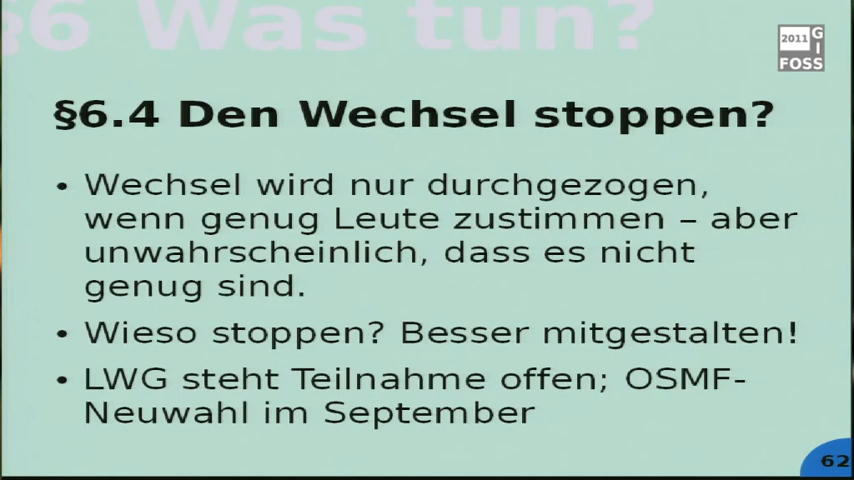 §6 Was tun?
2011 G
I
FOSS
§6.4 Den Wechsel stoppen?
• Wechsel wird nur durchgezogen,
wenn genug Leute zustimmen – aber
unwahrscheinlich, dass es nicht
genug sind.
• Wieso stoppen? Besser mitgestalten!
• LWG steht Teilnahme offen; OSMF-
Neuwahl im September
62